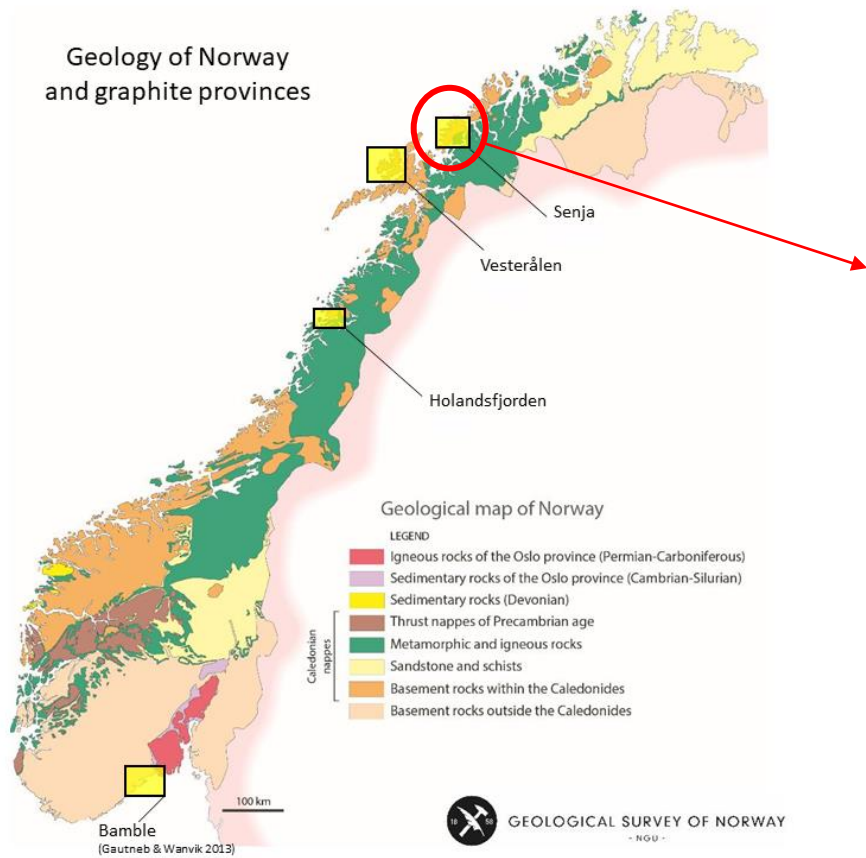 Geology of Norway
and graphite provinces
Senja
Vesterålen
Holandsfjorden
Geological map of Norway
LEGEND
Igneous rocks of the Oslo province (Permian-Carboniferous)
Sedimentary rocks of the Oslo province (Cambrian-Silurian)
Sedimentary rocks (Devonian)
Thrust nappes of Precambrian age
Metamorphic and igneous rocks
Sandstone and schists
Basement rocks within the Caledonides
Basement rocks outside the Caledonides
Caledonian
nappes
100 km
Bamble
(Gautneb & Wanvik 2013)
18 58
GEOLOGICAL SURVEY OF NORWAY
- NGU -